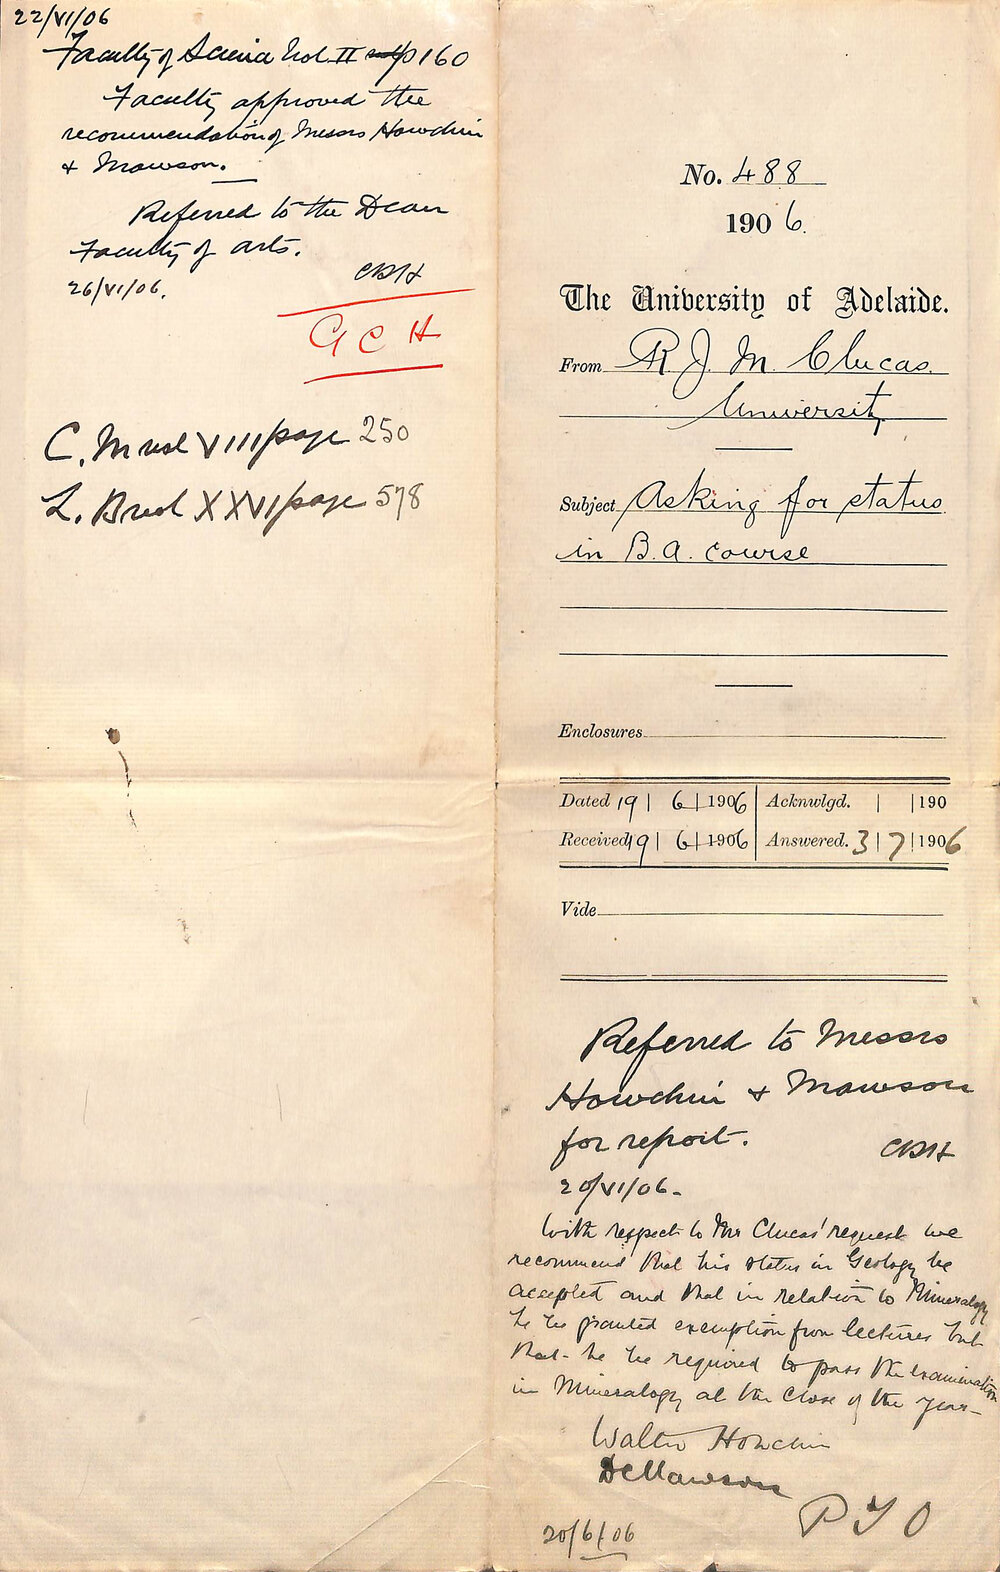 22/VI/06
Faculty of Science Vol. II p 160
Faculty approved the
recommendation of Messrs Howchin
& Mawson.
Referred to the Dean
Faculty of Arts.
26/VI/06.
CRH
G C H
C. M vol VIII page 250
L. B vol XXVI page 578
No. 488
1906.
The University of Adelaide.
From R J. M. Clucas.
University
Subject Asking for status
in B.A. course
Enclosures
Dated 19 | 6 | 1906 Acknwlgd. | | 190
Received 19 | 6 | 1906 Answered. 3 | 7 | 1906
Vide
Referred to Messrs
Howchin & Mawson
for report.
CRH
20/VI/06.
With respect to Mr Clucas' request we
recommend that his status in Geology be
accepted and that in relation to Mineralogy
he be granted exemption from lectures but
that he be required to pass the examination
in Mineralogy at the close of the year
Walter Howchin
D Mawson
P T O
20/6/06